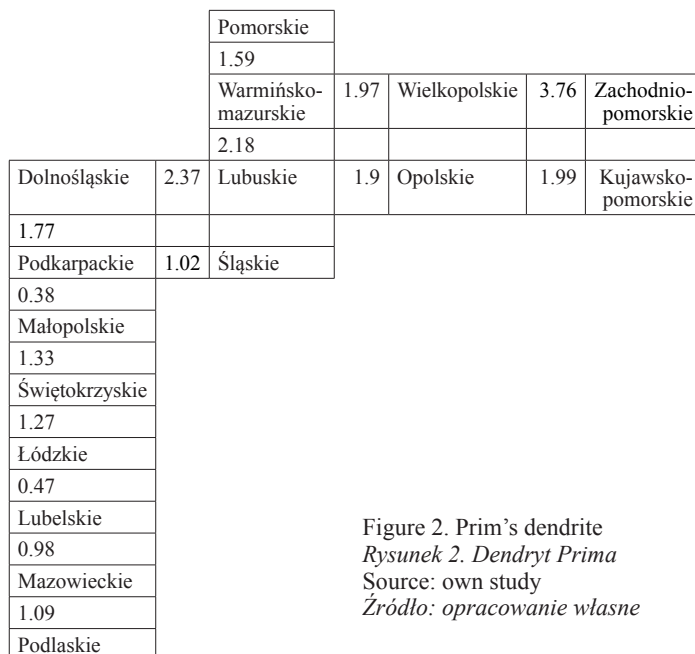 Pomorskie
1.59
Warmińsko- 1.97 Wielkopolskie 3.76 Zachodnio-
mazurskie pomorskie
2.18
Dolnośląskie 2.37 Lubuskie 1.9 Opolskie 1.99 Kujawsko-
pomorskie
1.77
Podkarpackie 1.02 Śląskie
0.38
Małopolskie
1.33
Świętokrzyskie
1.27
Łódzkie
0.47
Lubelskie
0.98
Mazowieckie
1.09
Podlaskie
Figure 2. Prim's dendrite
Rysunek 2. Dendryt Prima
Source: own study
Źródło: opracowanie własne